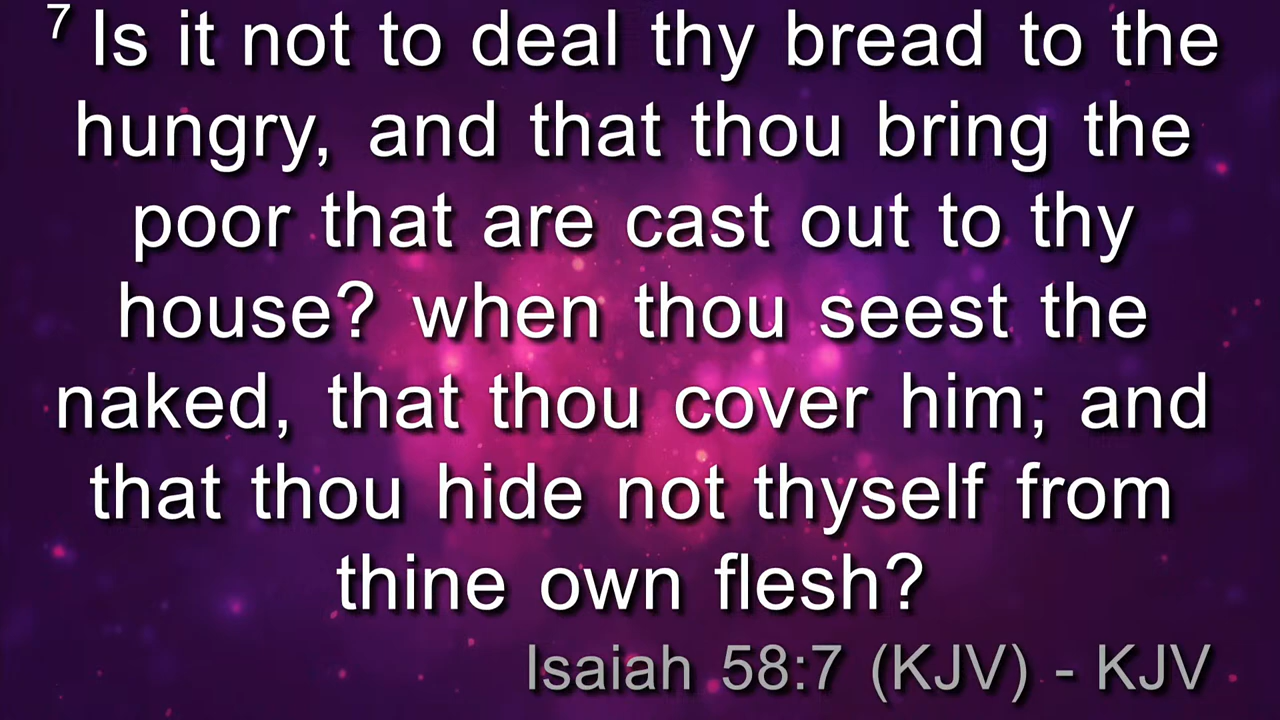 7 Is it not to deal thy bread to the
hungry, and that thou bring the
poor that are cast out to thy
house? when thou seest the
naked, that thou cover him; and
that thou hide not thyself from
thine own flesh?
Isaiah 58:7 (KJV) - KJV